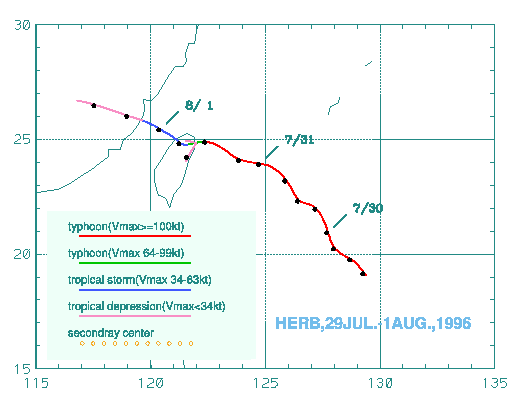 30
8/ 1
25
7/31
7/30
typhoon(Vmax>=100kt)
typhoon(Vmax 64-99kt)
20
tropical storm(Vmax 34-63kt)
tropical depression(Vmax<34kt)
HERB,29JUL.-1AUG.,1996
secondray center
15
115 120 125 130 135